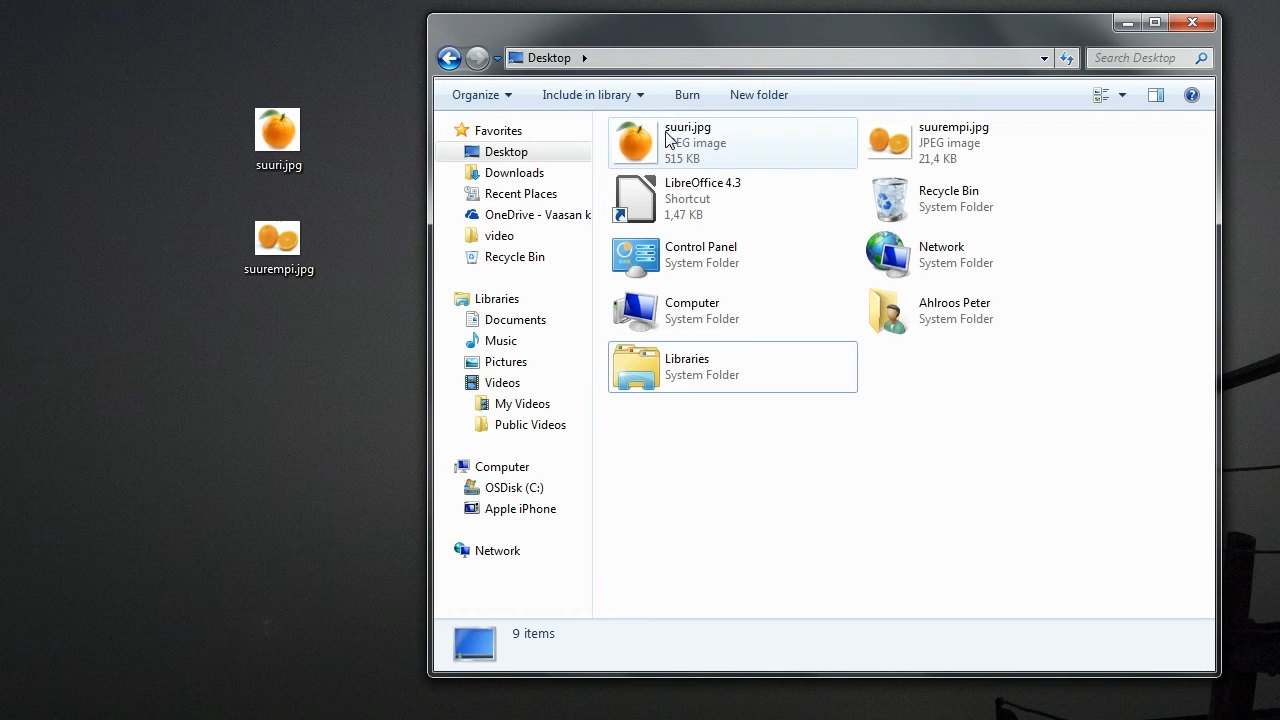 suuri.jpg
suurempi.jpg
Desktop
Search Desktop
Organize
Include in library
Burn
New folder
Favorites
Desktop
Downloads
Recent Places
OneDrive - Vaasan k
video
Recycle Bin
Libraries
Documents
Music
Pictures
Videos
My Videos
Public Videos
Computer
OSDisk (C:)
Apple iPhone
Network
suuri.jpg
JPEG image
515 KB
suurempi.jpg
JPEG image
21,4 KB
LibreOffice 4.3
Shortcut
1,47 KB
Recycle Bin
System Folder
Control Panel
System Folder
Network
System Folder
Computer
System Folder
Ahlroos Peter
System Folder
Libraries
System Folder
9 items